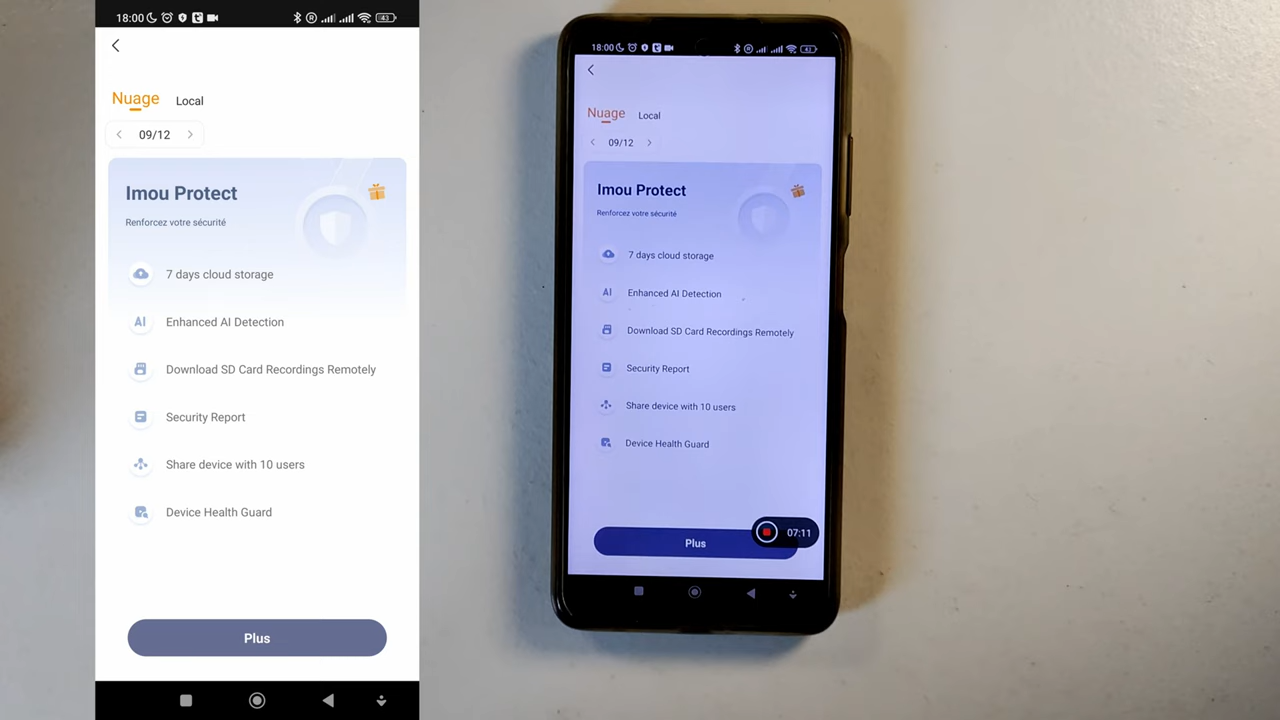 18:00
43
Nuage Local
09/12
Imou Protect
Renforcez votre sécurité
7 days cloud storage
AI Enhanced AI Detection
Download SD Card Recordings Remotely
Security Report
Share device with 10 users
Device Health Guard
Plus
18:00
43
Nuage Local
09/12
Imou Protect
Renforcez votre sécurité
7 days cloud storage
AI Enhanced AI Detection
Download SD Card Recordings Remotely
Security Report
Share device with 10 users
Device Health Guard
Plus
07:11